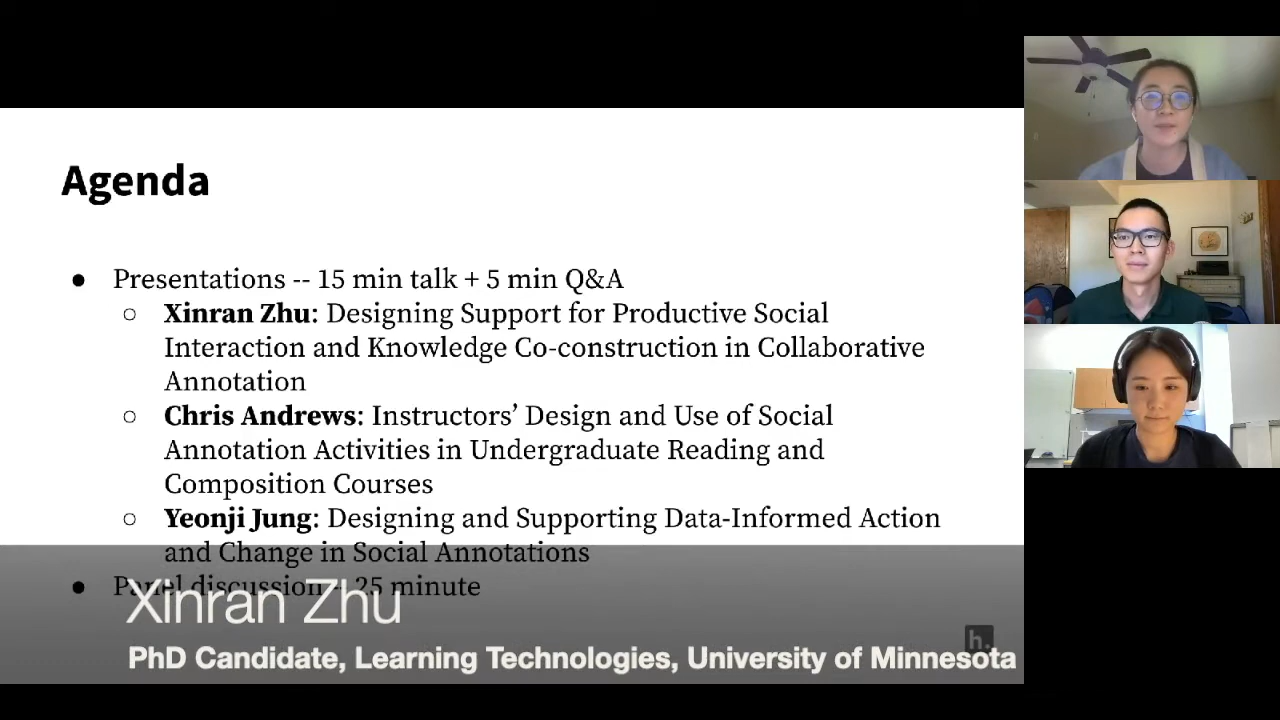 Agenda
● Presentations -- 15 min talk + 5 min Q&A
○ Xinran Zhu: Designing Support for Productive Social
Interaction and Knowledge Co-construction in Collaborative
Annotation
○ Chris Andrews: Instructors’ Design and Use of Social
Annotation Activities in Undergraduate Reading and
Composition Courses
○ Yeonji Jung: Designing and Supporting Data-Informed Action
and Change in Social Annotations
● Panel discussion -- 25 minute
Xinran Zhu
h.
PhD Candidate, Learning Technologies, University of Minnesota